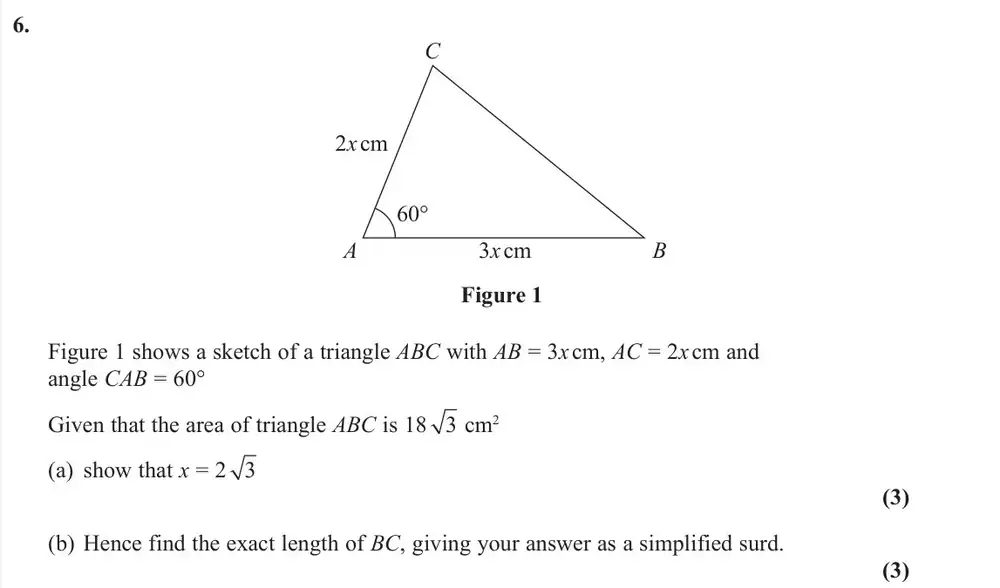 6.
C
2x cm
60°
A
3x cm
B
Figure 1
Figure 1 shows a sketch of a triangle ABC with AB = 3x cm, AC = 2x cm and
angle CAB = 60°
Given that the area of triangle ABC is 18√3 cm²
(a) show that x = 2√3
(3)
(b) Hence find the exact length of BC, giving your answer as a simplified surd.
(3)